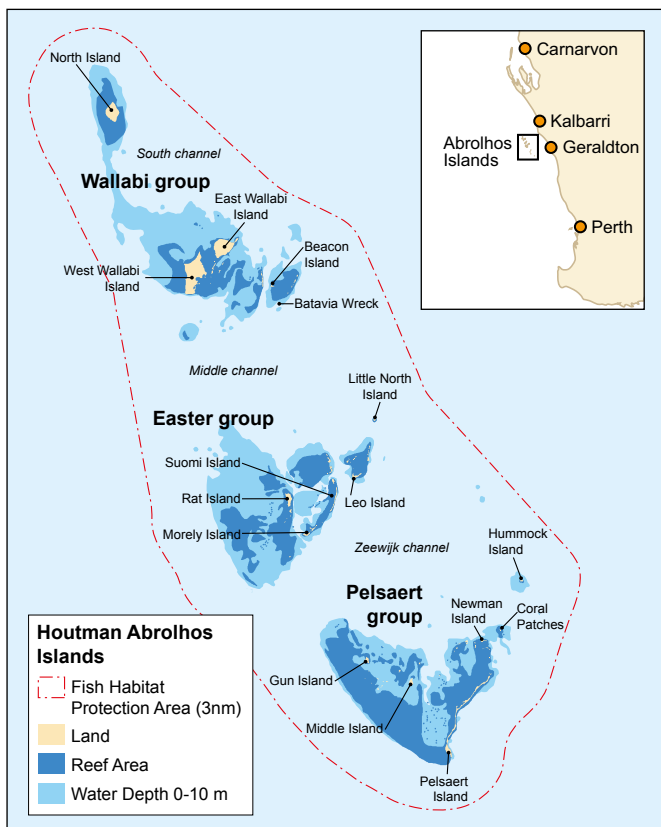 North Island
South channel
Wallabi group
East Wallabi
Island
West Wallabi
Island
Beacon
Island
Batavia Wreck
Middle channel
Little North
Island
Easter group
Suomi Island
Rat Island
Morely Island
Leo Island
Zeewijk channel
Hummock
Island
Pelsaert
group
Newman
Island
Coral
Patches
Gun Island
Middle Island
Pelsaert
Island
Carnarvon
Kalbarri
Abrolhos
Islands
Geraldton
Perth
Houtman Abrolhos
Islands
Fish Habitat
Protection Area (3nm)
Land
Reef Area
Water Depth 0-10 m